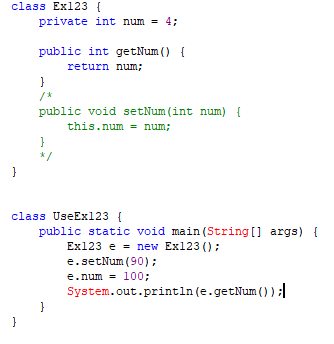 class Ex123 {
    private int num = 4;

    public int getNum() {
        return num;
    }
    /*
    public void setNum(int num) {
        this.num = num;
    }
    */
}


class UseEx123 {
    public static void main(String[] args) {
        Ex123 e = new Ex123();
        e.setNum(90);
        e.num = 100;
        System.out.println(e.getNum());
    }
}